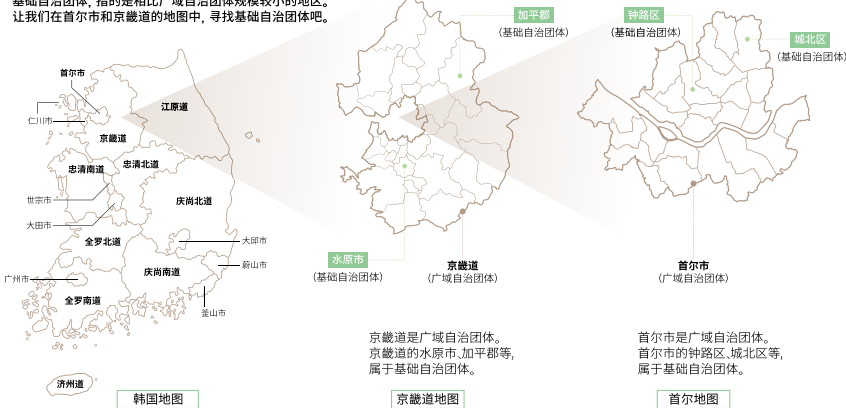 基础自治团体, 指的是相比广域自治团体规模较小的地区。
让我们在首尔市和京畿道的地图中, 寻找基础自治团体吧。
首尔市
仁川市
江原道
京畿道
忠清南道
忠清北道
世宗市
大田市
庆尚北道
全罗北道
大邱市
广州市
庆尚南道
蔚山市
全罗南道
釜山市
济州道
韩国地图
加平郡
(基础自治团体)
水原市
(基础自治团体)
京畿道
(广域自治团体)
京畿道是广域自治团体。
京畿道的水原市、加平郡等,
属于基础自治团体。
京畿道地图
钟路区
(基础自治团体)
城北区
(基础自治团体)
首尔市
(广域自治团体)
首尔市是广域自治团体。
首尔市的钟路区、城北区等,
属于基础自治团体。
首尔地图